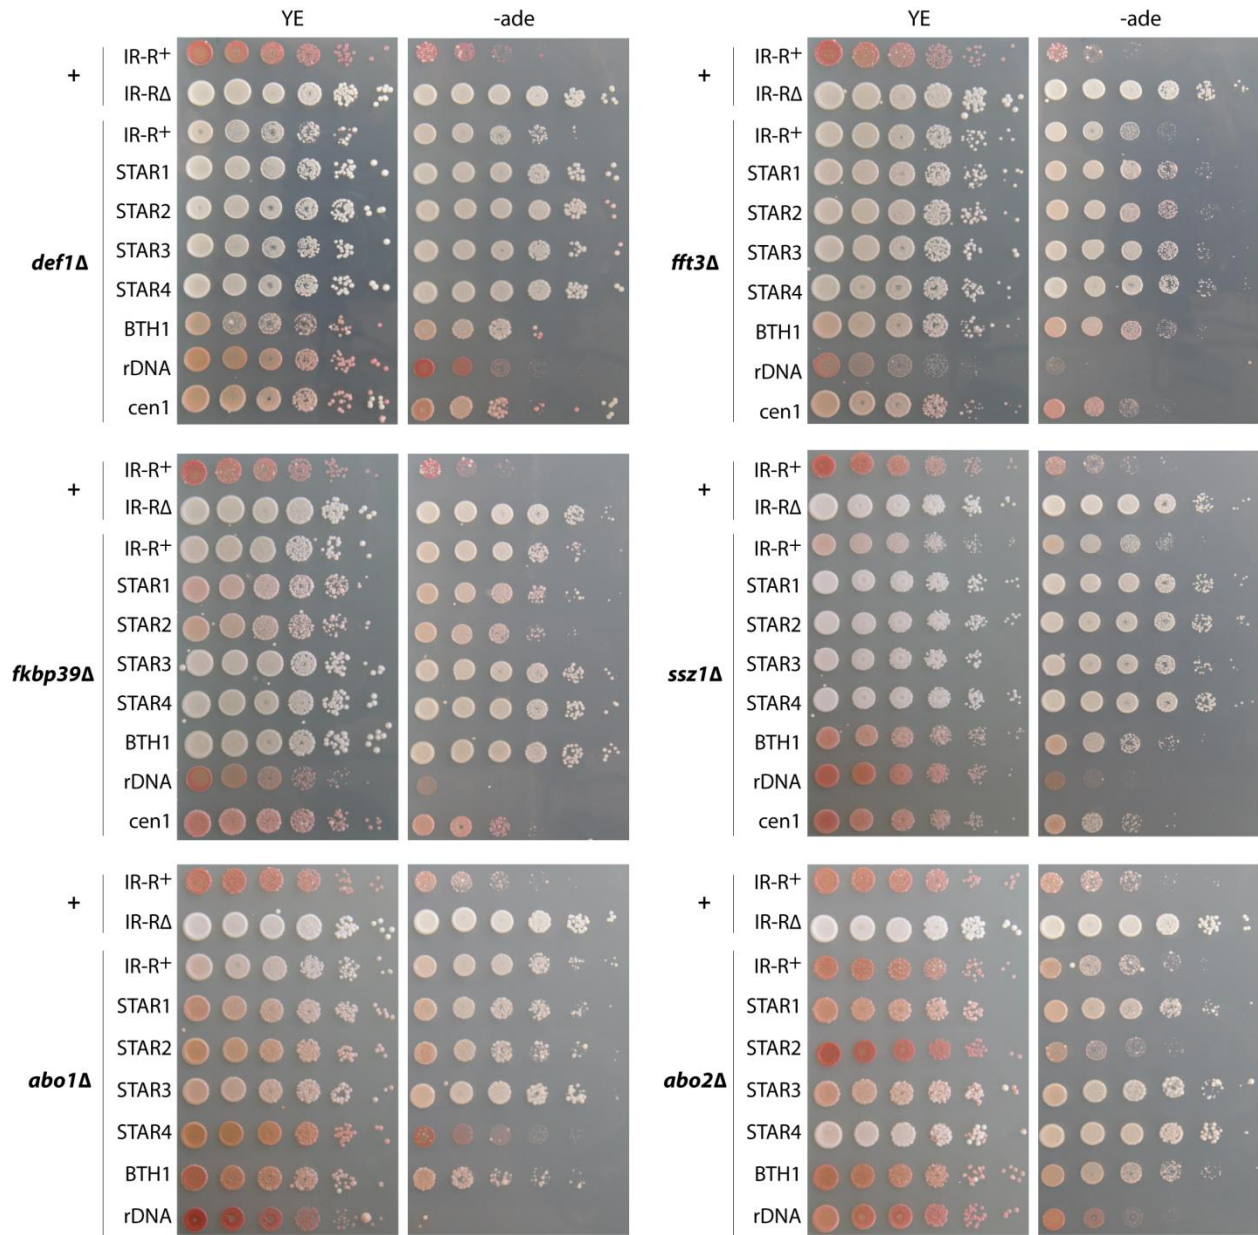 YE -ade
+ IR-R+
IR-RΔ
def1Δ IR-R+
STAR1
STAR2
STAR3
STAR4
BTH1
rDNA
cen1
YE -ade
+ IR-R+
IR-RΔ
fft3Δ IR-R+
STAR1
STAR2
STAR3
STAR4
BTH1
rDNA
cen1
+ IR-R+
IR-RΔ
fkbp39Δ IR-R+
STAR1
STAR2
STAR3
STAR4
BTH1
rDNA
cen1
+ IR-R+
IR-RΔ
ssz1Δ IR-R+
STAR1
STAR2
STAR3
STAR4
BTH1
rDNA
cen1
+ IR-R+
IR-RΔ
abo1Δ IR-R+
STAR1
STAR2
STAR3
STAR4
BTH1
rDNA
+ IR-R+
IR-RΔ
abo2Δ IR-R+
STAR1
STAR2
STAR3
STAR4
BTH1
rDNA